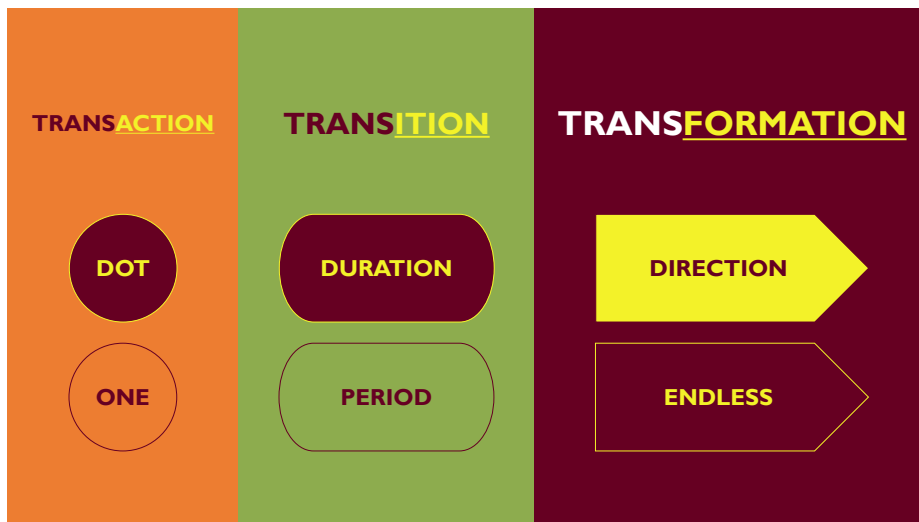 TRANSACTION
TRANSITION
TRANSFORMATION
DOT
DURATION
DIRECTION
ONE
PERIOD
ENDLESS